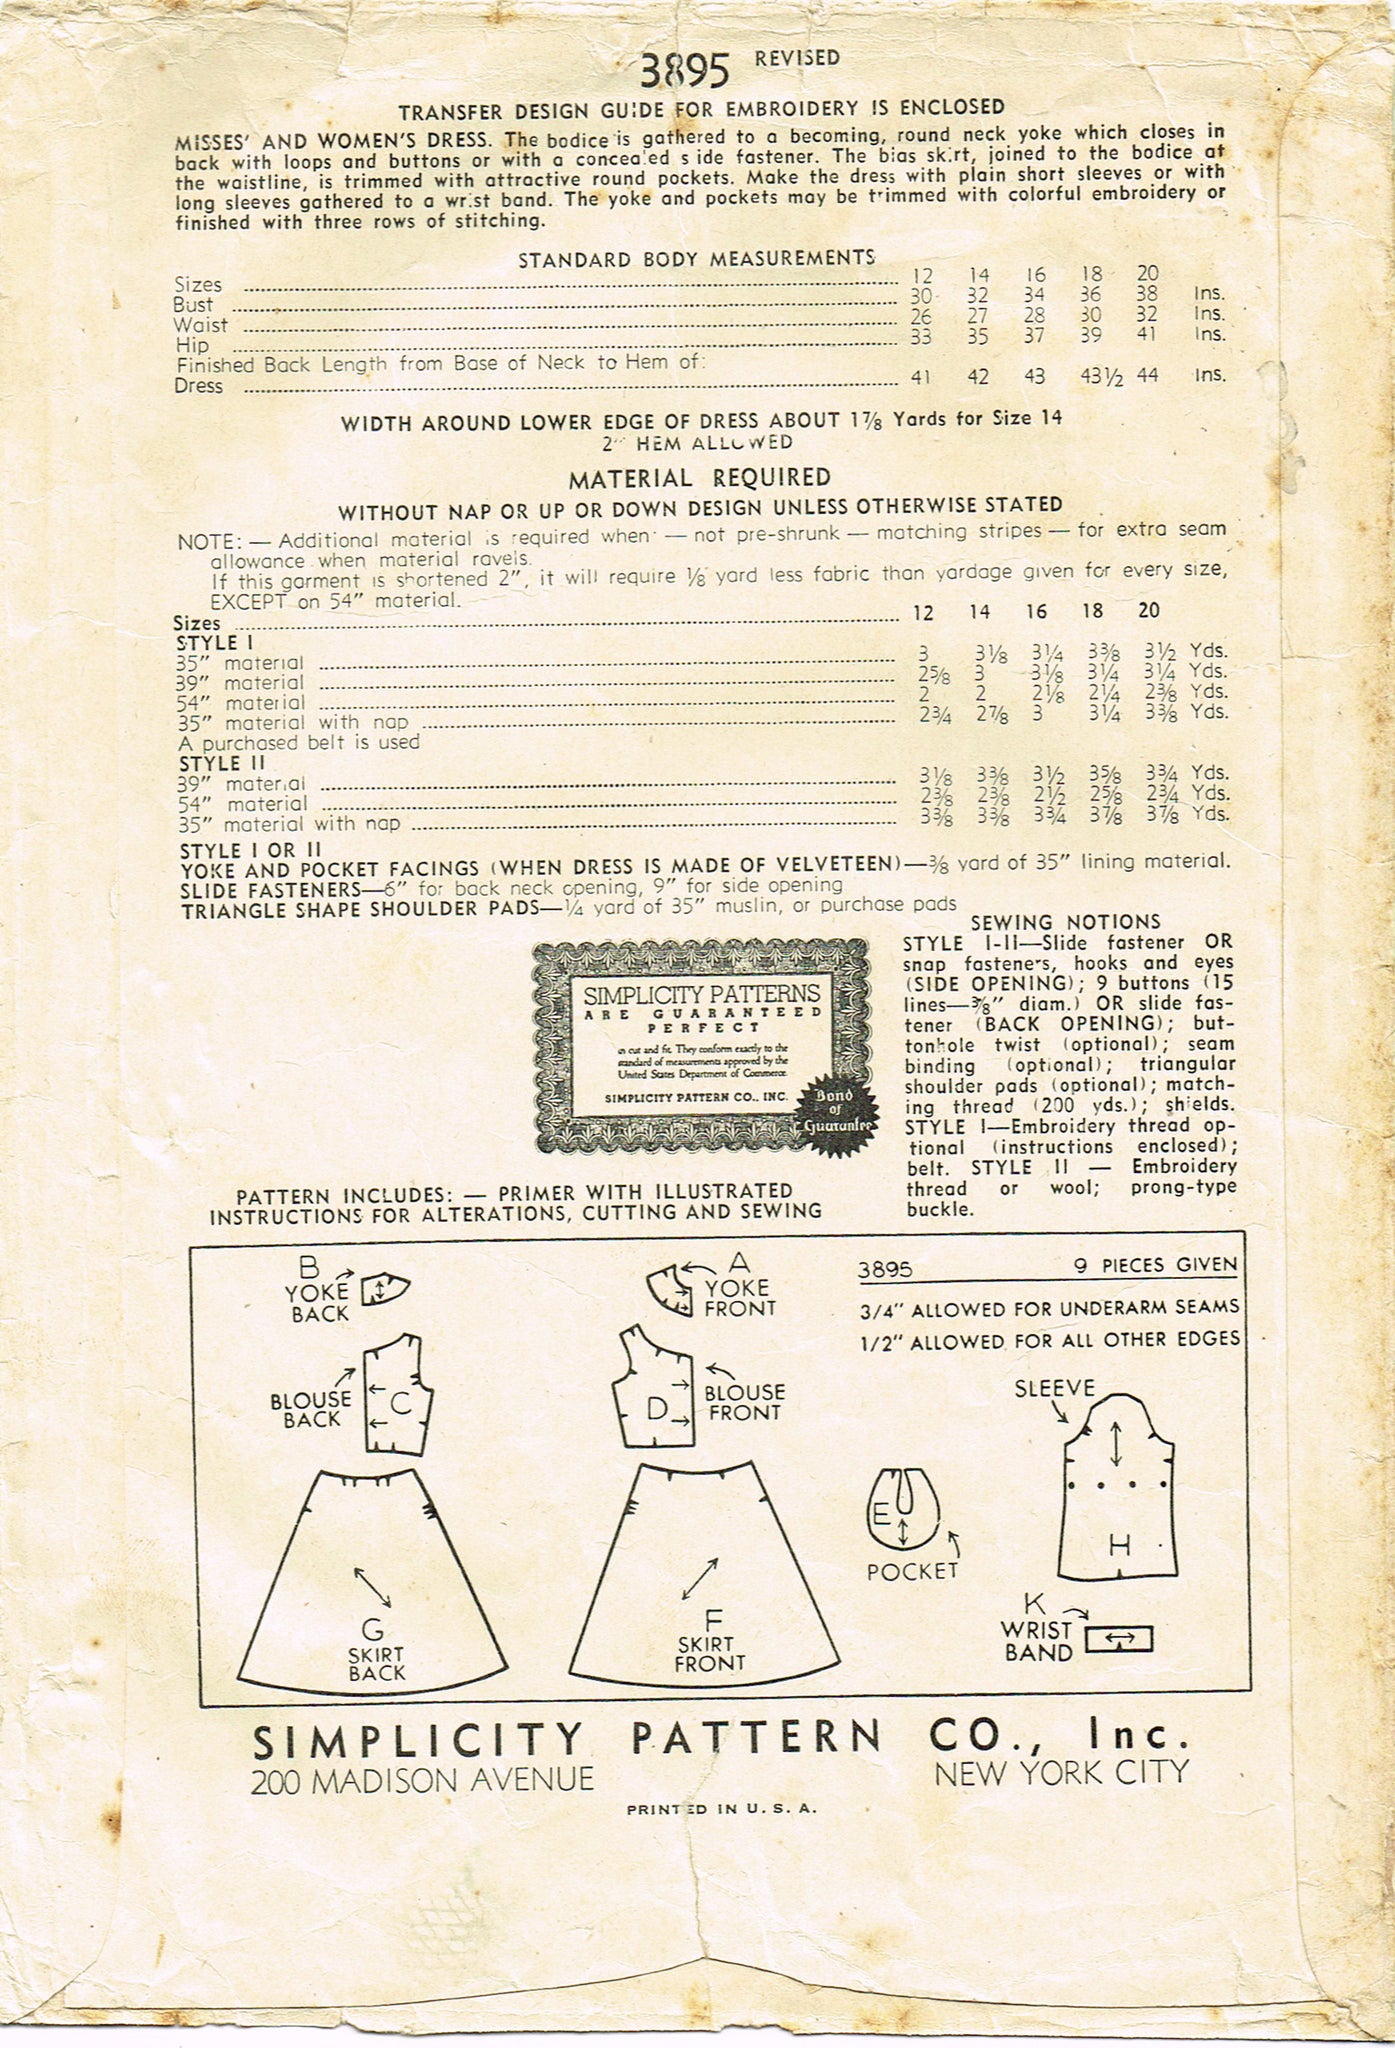 3895 REVISED
TRANSFER DESIGN GUIDE FOR EMBROIDERY IS ENCLOSED
MISSES' AND WOMEN'S DRESS. The bodice is gathered to a becoming, round neck yoke which closes in
back with loops and buttons or with a concealed slide fastener. The bias skirt, joined to the bodice at
the waistline, is trimmed with attractive round pockets. Make the dress with plain short sleeves or with
long sleeves gathered to a wrist band. The yoke and pockets may be trimmed with colorful embroidery or
finished with three rows of stitching.
STANDARD BODY MEASUREMENTS
Sizes 12 14 16 18 20
Bust 30 32 34 36 38 Ins.
Waist 26 27 28 30 32 Ins.
Hip 33 35 37 39 41 Ins.
Finished Back Length from Base of Neck to Hem of:
Dress 41 42 43 43½ 44 Ins.
WIDTH AROUND LOWER EDGE OF DRESS ABOUT 1⅞ Yards for Size 14
2" HEM ALLOWED
MATERIAL REQUIRED
WITHOUT NAP OR UP OR DOWN DESIGN UNLESS OTHERWISE STATED
NOTE: — Additional material is required when — not pre-shrunk — matching stripes — for extra seam
allowance when material ravels.
If this garment is shortened 2", it will require ⅛ yard less fabric than yardage given for every size,
EXCEPT on 54" material.
Sizes 12 14 16 18 20
STYLE I
35" material 3 3⅛ 3¼ 3⅜ 3½ Yds.
39" material 2⅝ 3 3⅛ 3¼ 3¼ Yds.
54" material 2 2 2⅛ 2¼ 2⅜ Yds.
35" material with nap 2¾ 2⅞ 3 3¼ 3⅜ Yds.
A purchased belt is used
STYLE II
39" material 3⅛ 3⅜ 3½ 3⅝ 3¾ Yds.
54" material 2⅜ 2⅜ 2½ 2⅝ 2¾ Yds.
35" material with nap 3⅜ 3⅜ 3¾ 3⅞ 3⅞ Yds.
STYLE I OR II
YOKE AND POCKET FACINGS (WHEN DRESS IS MADE OF VELVETEEN)—⅜ yard of 35" lining material.
SLIDE FASTENERS—6" for back neck opening, 9" for side opening
TRIANGLE SHAPE SHOULDER PADS—¼ yard of 35" muslin, or purchase pads
SIMPLICITY PATTERNS
ARE GUARANTEED
PERFECT
in cut and fit. They conform exactly to the
standard of measurements approved by the
United States Department of Commerce.
SIMPLICITY PATTERN CO., INC.
Bond
of
Guarantee
SEWING NOTIONS
STYLE I-II—Slide fastener OR
snap fasteners, hooks and eyes
(SIDE OPENING); 9 buttons (15
lines—⅜" diam.) OR slide fas-
tener (BACK OPENING); but-
tonhole twist (optional); seam
binding (optional); triangular
shoulder pads (optional); match-
ing thread (200 yds.); shields.
STYLE I—Embroidery thread op-
tional (instructions enclosed);
belt. STYLE II — Embroidery
thread or wool; prong-type
buckle.
PATTERN INCLUDES: — PRIMER WITH ILLUSTRATED
INSTRUCTIONS FOR ALTERATIONS, CUTTING AND SEWING
B
YOKE
BACK
A
YOKE
FRONT
3895 9 PIECES GIVEN
3/4" ALLOWED FOR UNDERARM SEAMS
1/2" ALLOWED FOR ALL OTHER EDGES
BLOUSE
BACK
C
D
BLOUSE
FRONT
SLEEVE
H
E
POCKET
G
SKIRT
BACK
F
SKIRT
FRONT
K
WRIST
BAND
SIMPLICITY PATTERN CO., Inc.
200 MADISON AVENUE NEW YORK CITY
PRINTED IN U. S. A.